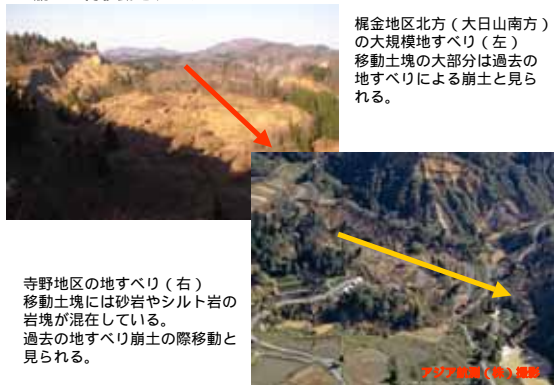 梶金地区北方（大日山南方）
の大規模地すべり（左）
移動土塊の大部分は過去の
地すべりによる崩土と見ら
れる。
寺野地区の地すべり（右）
移動土塊には砂岩やシルト岩の
岩塊が混在している。
過去の地すべり崩土の際移動と
見られる。
アジア航測（株）撮影